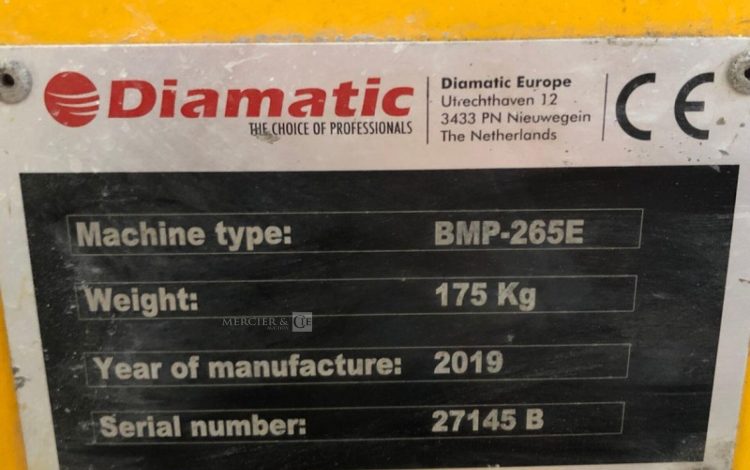 Diamatic
THE CHOICE OF PROFESSIONALS
Diamatic Europe
Utrechthaven 12
3433 PN Nieuwegein
The Netherlands
CE
Machine type: BMP-265E
Weight: 175 Kg
MERCIER & CIE
AUCTION
Year of manufacture: 2019
Serial number: 27145 B